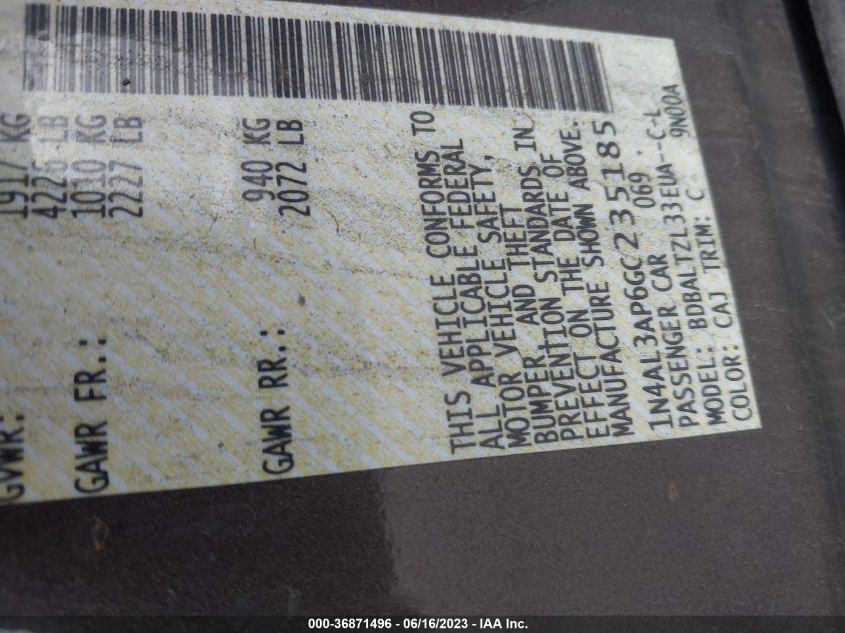 GVWR: 1917 KG
4226 LB
GAWR FR.: 1010 KG
2227 LB
GAWR RR.: 940 KG
2072 LB
THIS VEHICLE CONFORMS TO
ALL APPLICABLE FEDERAL
MOTOR VEHICLE SAFETY,
BUMPER AND THEFT
PREVENTION STANDARDS IN
EFFECT ON THE DATE OF
MANUFACTURE SHOWN ABOVE.
1N4AL3AP6GC235185
PASSENGER CAR 069
MODEL: BDBALTZL33EUA--C-L
COLOR: CAJ TRIM: C 9N00A
000-36871496 - 06/16/2023 - IAA Inc.